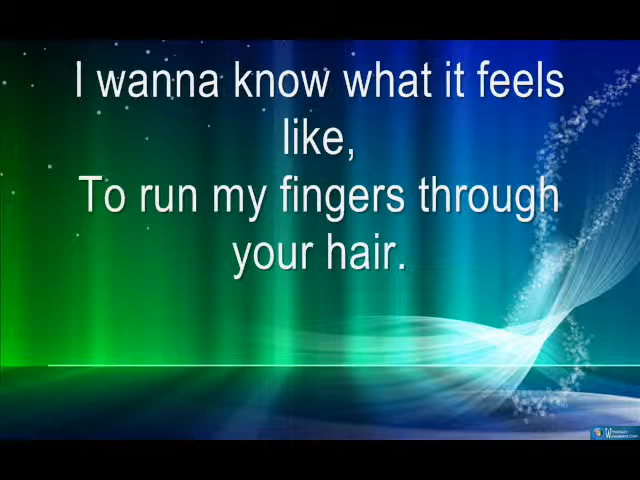 I wanna know what it feels
like,
To run my fingers through
your hair.